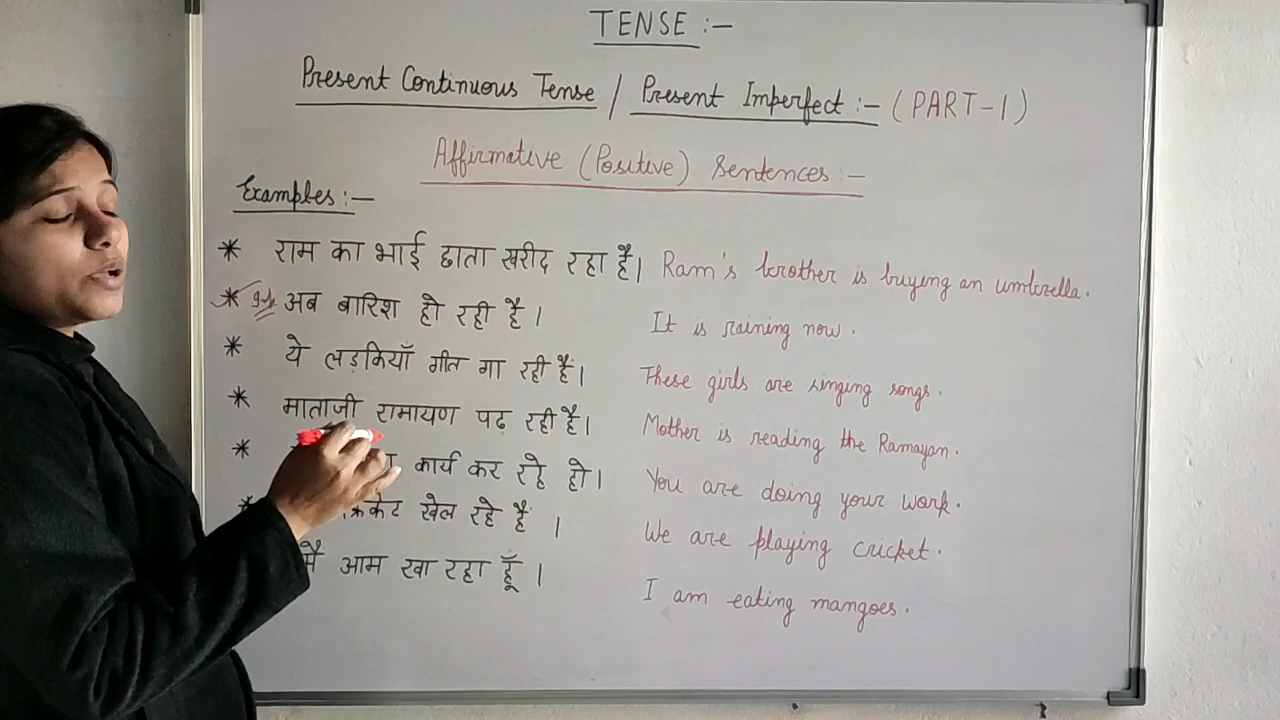 TENSE :-
Present Continuous Tense / Present Imperfect :- (PART-1)
Affirmative (Positive) Sentences :-
Examples :-
* राम का भाई छाता खरीद रहा है। Ram's brother is buying an umbrella.
* अब बारिश हो रही है । It is raining now .
* ये लड़कियाँ गीत गा रही हैं। These girls are singing songs .
* माताजी रामायण पढ़ रही है। Mother is reading the Ramayan .
* कार्य कर रहे हो। You are doing your work .
* क्रिकेट खेल रहे हैं । We are playing cricket .
मैं आम खा रहा हूँ । I am eating mangoes .